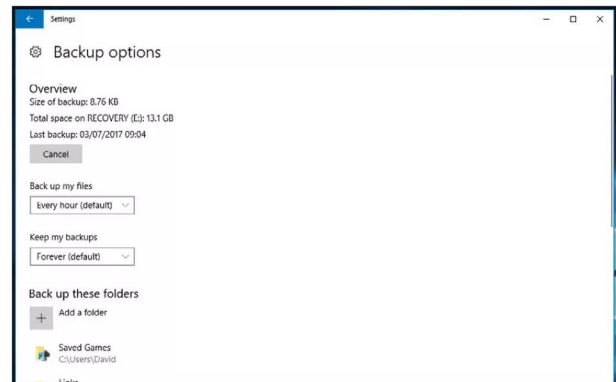 Settings
Backup options
Overview
Size of backup: 8.76 KB
Total space on RECOVERY (E:): 13.1 GB
Last backup: 03/07/2017 09:04
Cancel
Back up my files
Every hour (default)
Keep my backups
Forever (default)
Back up these folders
Add a folder
Saved Games
C:\Users\David
Links